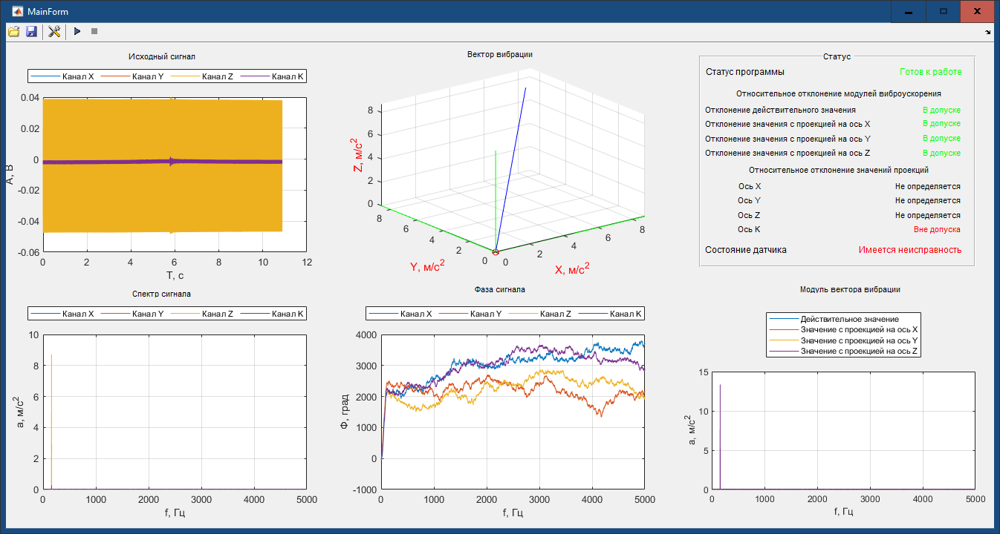 MainForm
Исходный сигнал
Канал X Канал Y Канал Z Канал K
0.04
0.02
0
-0.02
-0.04
-0.06
A, В
0 2 4 6 8 10 12
T, с
Вектор вибрации
8
6
4
2
0
Z, м/с2
8 6 4 2 0
Y, м/с2
0 2 4 6 8
X, м/с2
Статус
Статус программы Готов к работе
Относительное отклонение модулей виброускорения
Отклонение действительного значения В допуске
Отклонение значения с проекцией на ось X В допуске
Отклонение значения с проекцией на ось Y В допуске
Отклонение значения с проекцией на ось Z В допуске
Относительное отклонение значений проекций
Ось X Не определяется
Ось Y Не определяется
Ось Z Не определяется
Ось K Вне допуска
Состояние датчика Имеется неисправность
Спектр сигнала
Канал X Канал Y Канал Z Канал K
10
8
6
4
2
0
a, м/с2
0 1000 2000 3000 4000 5000
f, Гц
Фаза сигнала
Канал X Канал Y Канал Z Канал K
4000
3000
2000
1000
0
-1000
Ф, град
0 1000 2000 3000 4000 5000
f, Гц
Модуль вектора вибрации
Действительное значение
Значение с проекцией на ось X
Значение с проекцией на ось Y
Значение с проекцией на ось Z
15
10
5
0
a, м/с2
0 1000 2000 3000 4000 5000
f, Гц